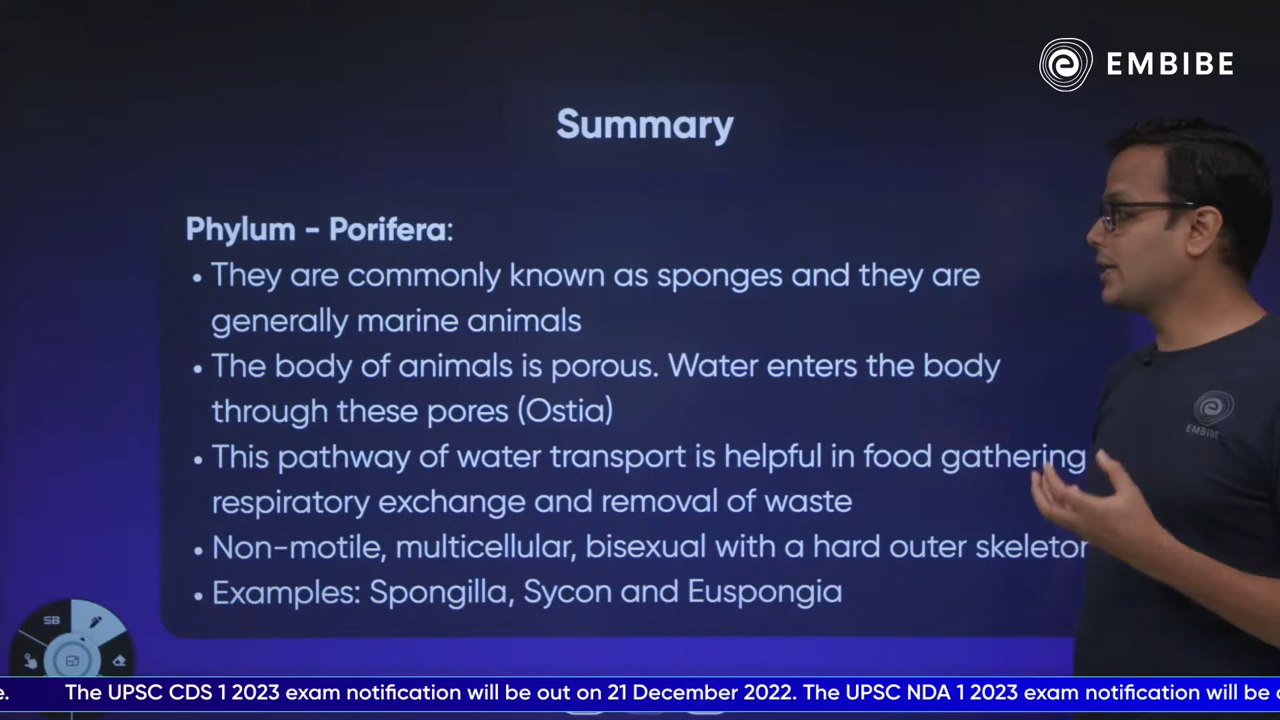 EMBIBE
Summary
Phylum - Porifera:
• They are commonly known as sponges and they are
generally marine animals
• The body of animals is porous. Water enters the body
through these pores (Ostia)
• This pathway of water transport is helpful in food gathering
respiratory exchange and removal of waste
• Non-motile, multicellular, bisexual with a hard outer
• Examples: Spongilla, Sycon and Euspongia
EMBIBE
SB
The UPSC CDS 1 2023 exam notification will be out on 21 December 2022. The UPSC NDA 1 2023 exam notification will be